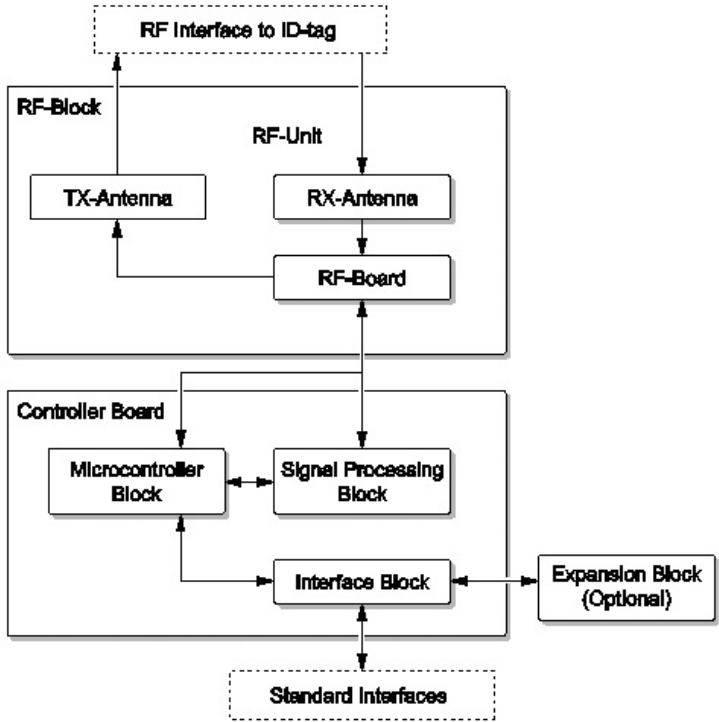 RF Interface to ID-tag
RF-Block
RF-Unit
TX-Antenna
RX-Antenna
RF-Board
Controller Board
Microcontroller
Block
Signal Processing
Block
Interface Block
Expansion Block
(Optional)
Standard Interfaces